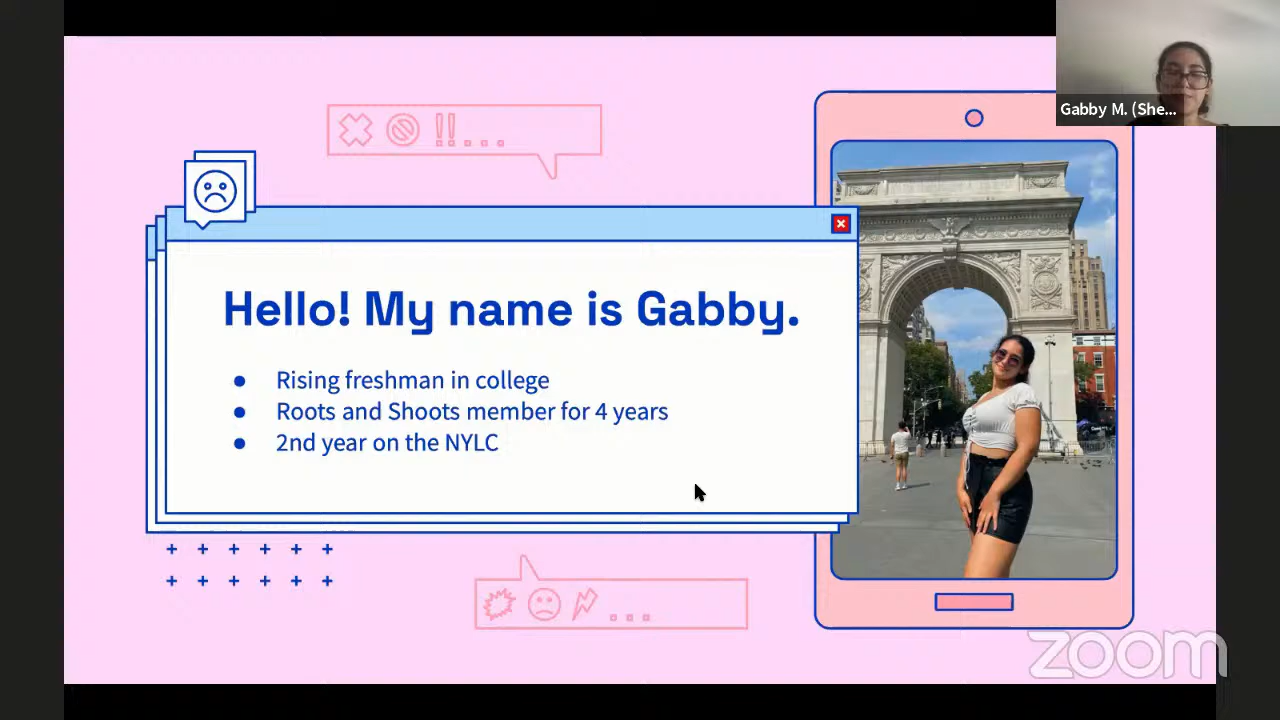 Gabby M. (She...
!!...
Hello! My name is Gabby.
● Rising freshman in college
● Roots and Shoots member for 4 years
● 2nd year on the NYLC
...
zoom